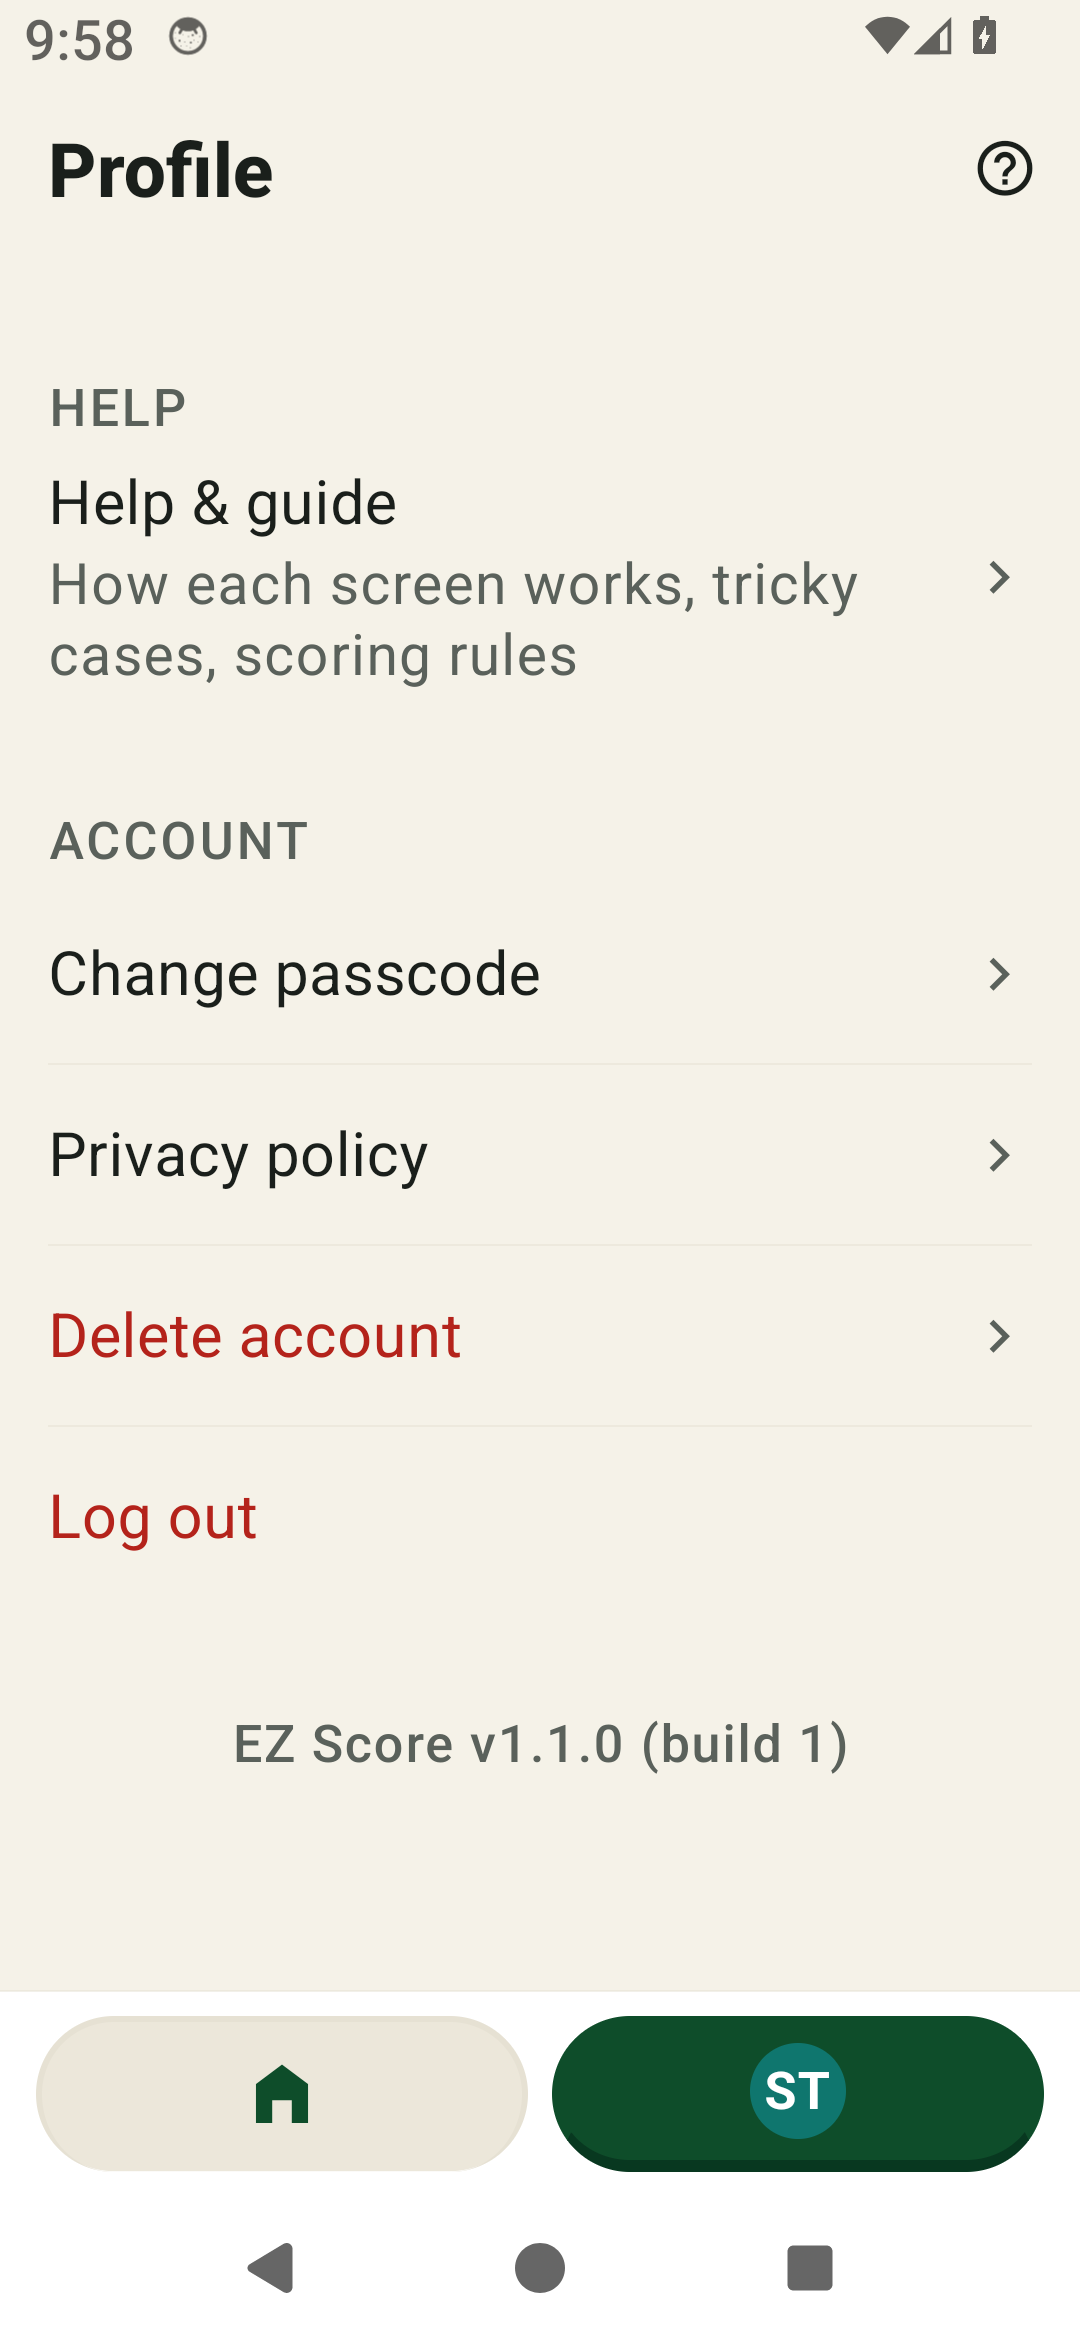 9:58
Profile
HELP
Help & guide
How each screen works, tricky
cases, scoring rules
ACCOUNT
Change passcode
Privacy policy
Delete account
Log out
EZ Score v1.1.0 (build 1)
ST